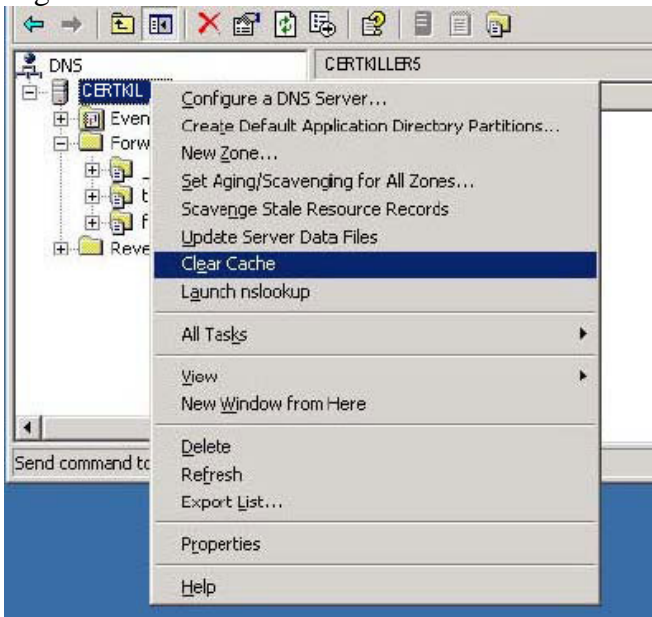 DNS
CERTKILLER5
CERTKIL
Even
Forw
t
f
Reve
Configure a DNS Server...
Create Default Application Directory Partitions...
New Zone...
Set Aging/Scavenging for All Zones...
Scavenge Stale Resource Records
Update Server Data Files
Clear Cache
Launch nslookup
All Tasks
View
New Window from Here
Delete
Refresh
Export List...
Properties
Help
Send command to